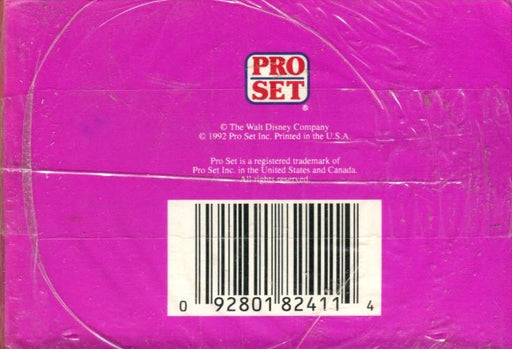 PRO
SET
®
© The Walt Disney Company
© 1992 Pro Set Inc. Printed in the U.S.A.
Pro Set is a registered trademark of
Pro Set Inc. in the United States and Canada.
All rights reserved.
0 92801 82411 4